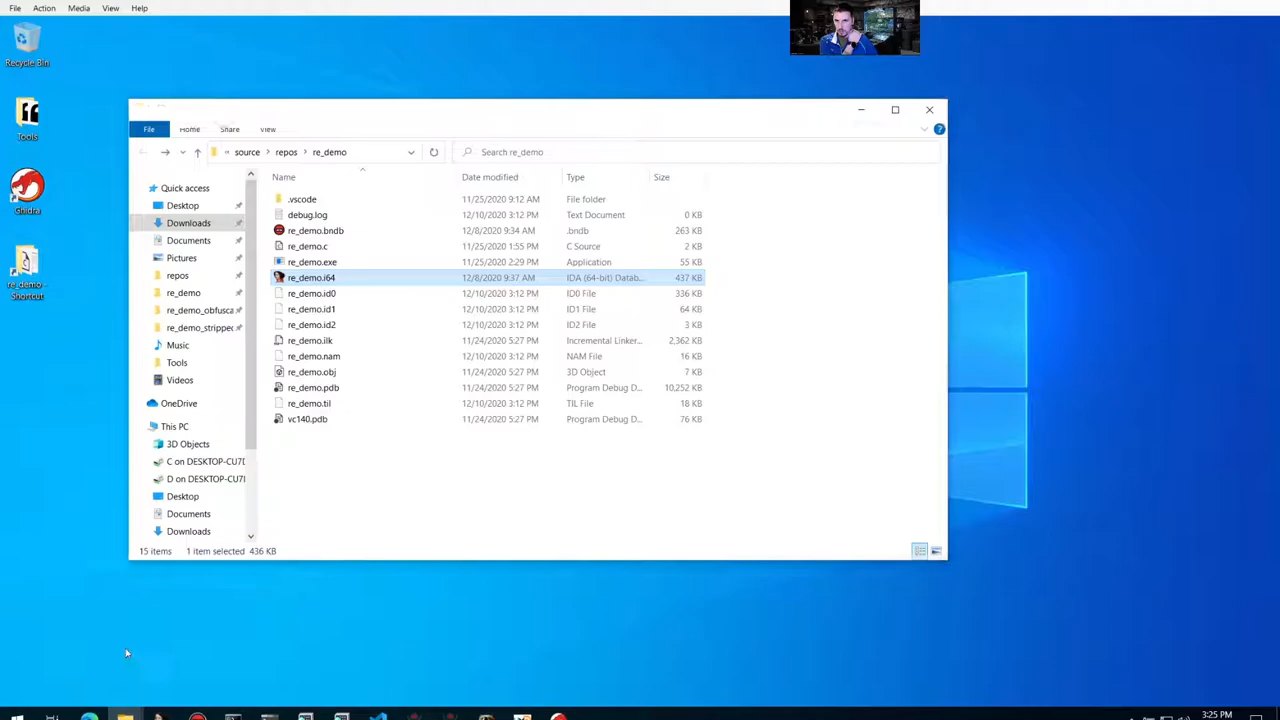 File Action Media View Help
Recycle Bin
Tools
Ghidra
re_demo -
Shortcut
File Home Share View
source repos re_demo
Search re_demo
Name Date modified Type Size
Quick access
Desktop
Downloads
Documents
Pictures
repos
re_demo
re_demo_obfusca
re_demo_stripped
Music
Tools
Videos
OneDrive
This PC
3D Objects
C on DESKTOP-CU7D
D on DESKTOP-CU7D
Desktop
Documents
Downloads
.vscode 11/25/2020 9:12 AM File folder
debug.log 12/10/2020 3:12 PM Text Document 0 KB
re_demo.bndb 12/8/2020 9:34 AM .bndb 263 KB
re_demo.c 11/25/2020 1:55 PM C Source 2 KB
re_demo.exe 11/25/2020 2:29 PM Application 55 KB
re_demo.i64 12/8/2020 9:37 AM IDA (64-bit) Datab... 437 KB
re_demo.id0 12/10/2020 3:12 PM ID0 File 336 KB
re_demo.id1 12/10/2020 3:12 PM ID1 File 64 KB
re_demo.id2 12/10/2020 3:12 PM ID2 File 3 KB
re_demo.ilk 11/24/2020 5:27 PM Incremental Linker... 2,362 KB
re_demo.nam 12/10/2020 3:12 PM NAM File 16 KB
re_demo.obj 11/24/2020 5:27 PM 3D Object 7 KB
re_demo.pdb 11/24/2020 5:27 PM Program Debug D... 10,252 KB
re_demo.til 12/10/2020 3:12 PM TIL File 18 KB
vc140.pdb 11/24/2020 5:27 PM Program Debug D... 76 KB
15 items 1 item selected 436 KB
3:25 PM